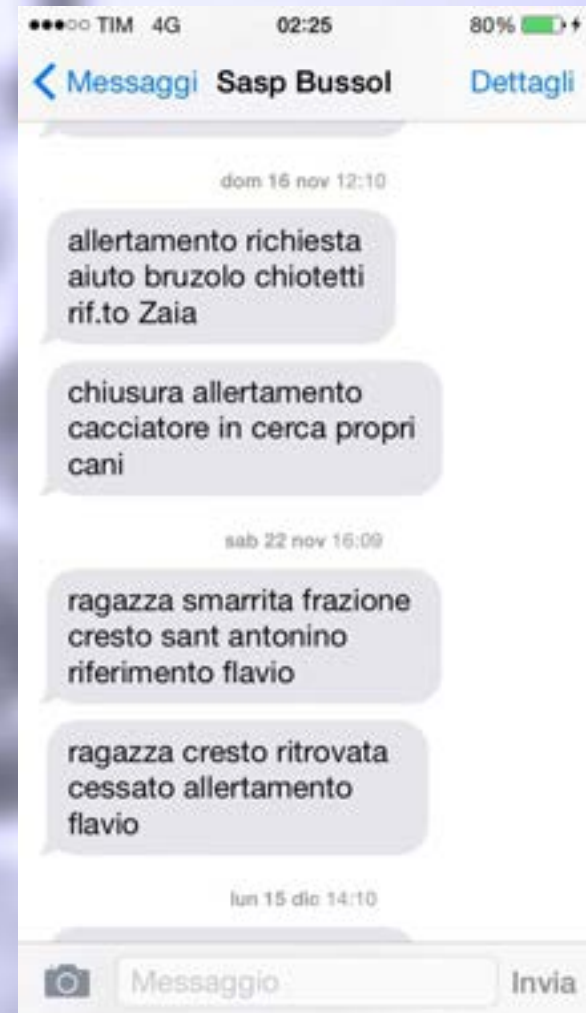 TIM 4G 02:25 80%
Messaggi Sasp Bussol Dettagli
dom 16 nov 12:10
allertamento richiesta
aiuto bruzolo chiotetti
rif.to Zaia
chiusura allertamento
cacciatore in cerca propri
cani
sab 22 nov 16:09
ragazza smarrita frazione
cresto sant antonino
riferimento flavio
ragazza cresto ritrovata
cessato allertamento
flavio
lun 15 dic 14:10
Messaggio Invia